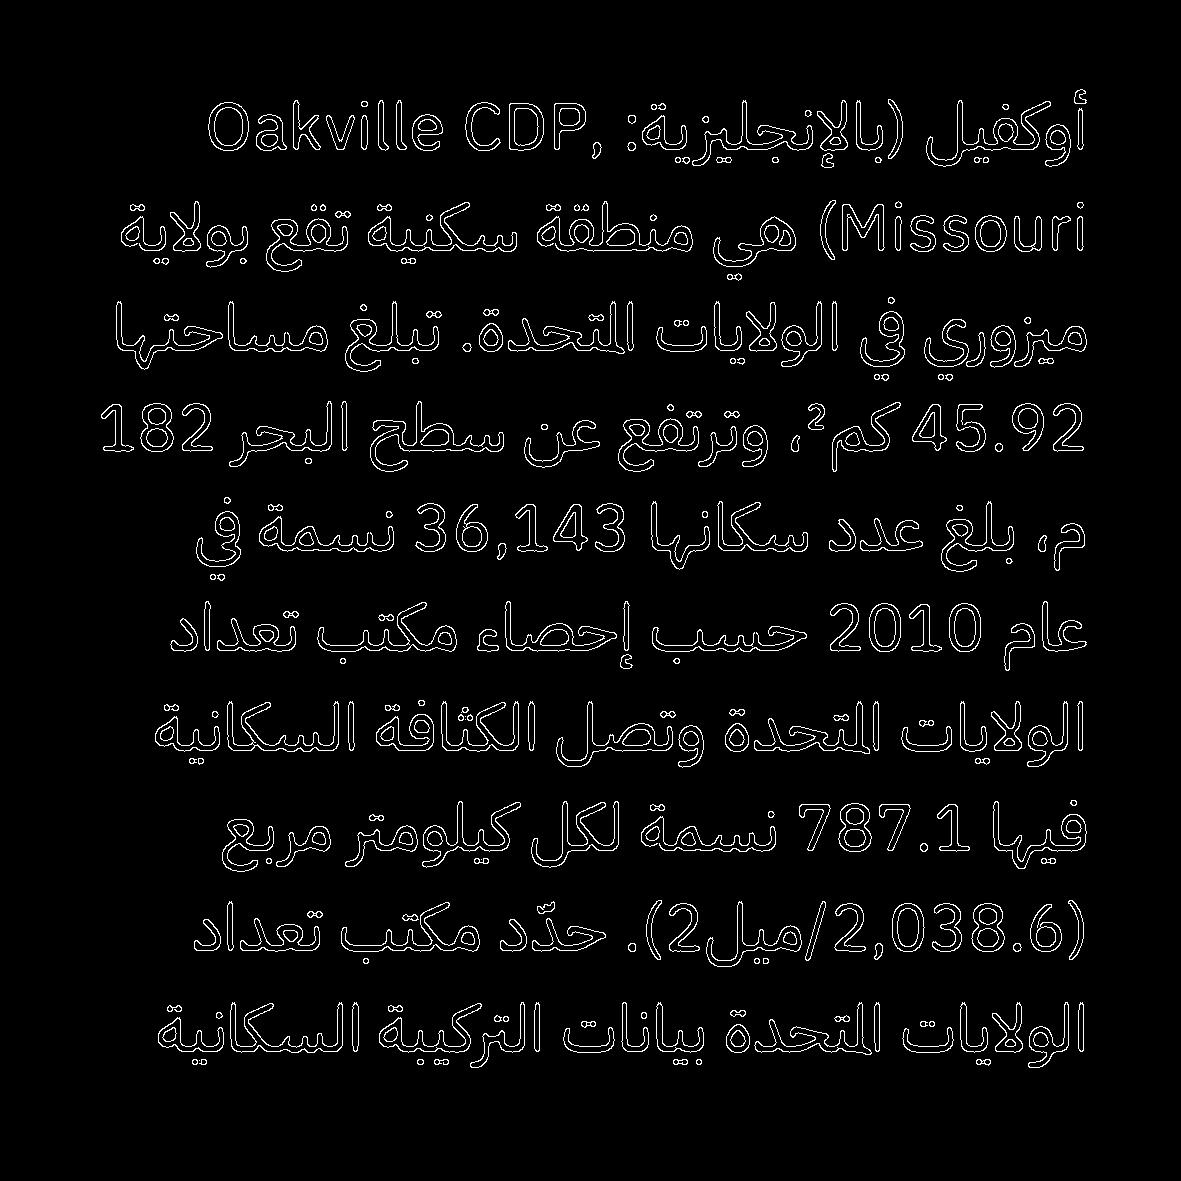 أوكفيل (بالإنجليزية: Oakville CDP,
Missouri) هي منطقة سكنية تقع بولاية
ميزوري في الولايات المتحدة. تبلغ مساحتها
45.92 كم²، وترتفع عن سطح البحر 182
م، بلغ عدد سكانها 36,143 نسمة في
عام 2010 حسب إحصاء مكتب تعداد
الولايات المتحدة وتصل الكثافة السكانية
فيها 787.1 نسمة لكل كيلومتر مربع
(2,038.6/ميل2). حدّد مكتب تعداد
الولايات المتحدة بيانات التركيبية السكانية